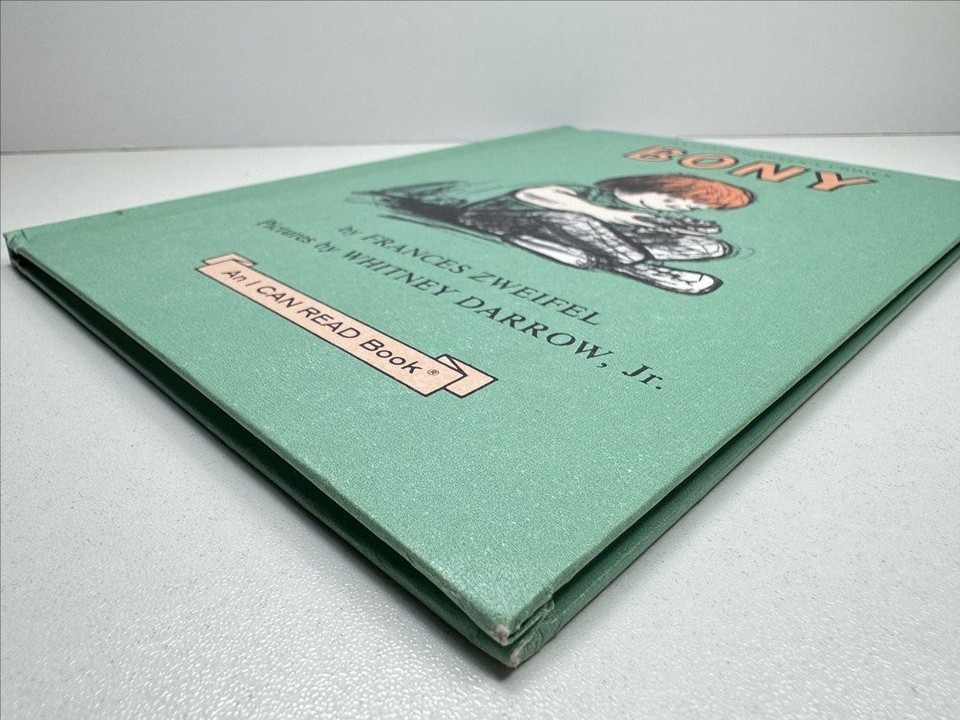 BONY
by FRANCES ZWEIFEL
Pictures by WHITNEY DARROW, Jr.
An I CAN READ Book®